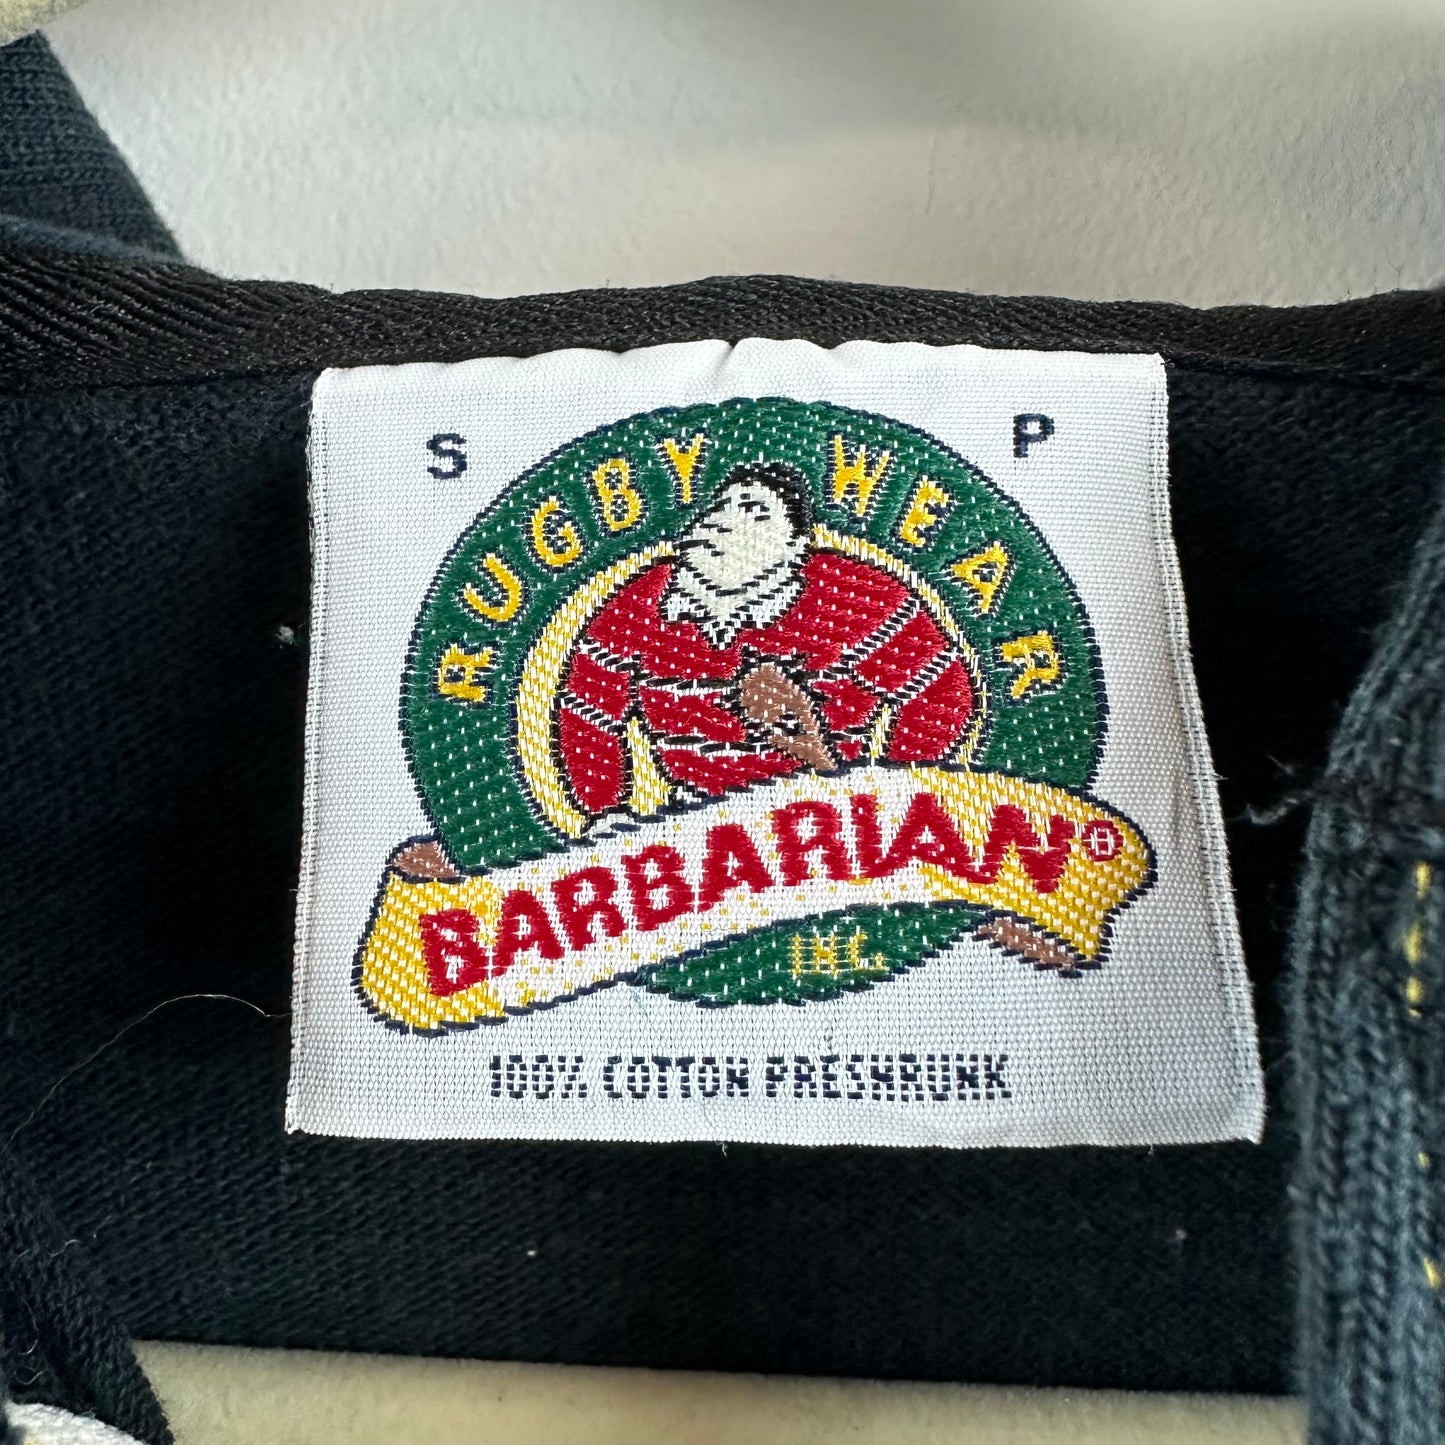 S P
RUGBY WEAR
BARBARIAN®
INC.
100% COTTON PRESHRUNK